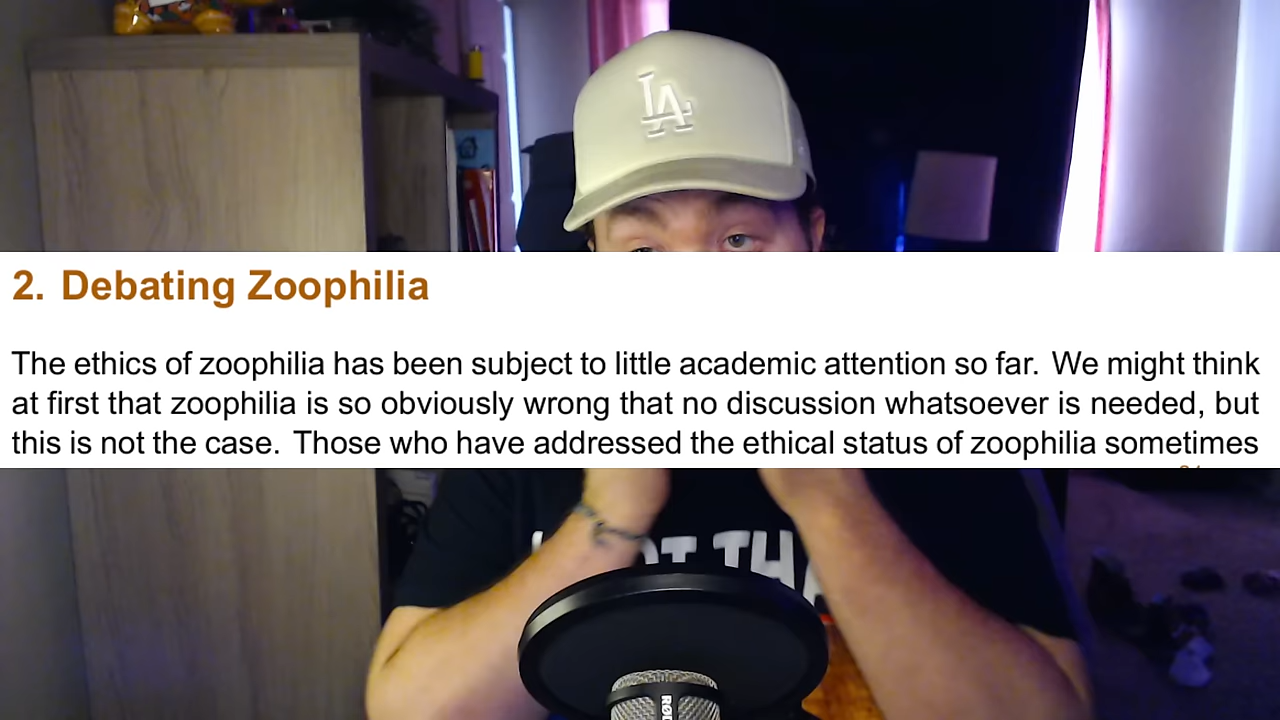 LA
2. Debating Zoophilia
The ethics of zoophilia has been subject to little academic attention so far. We might think
at first that zoophilia is so obviously wrong that no discussion whatsoever is needed, but
this is not the case. Those who have addressed the ethical status of zoophilia sometimes